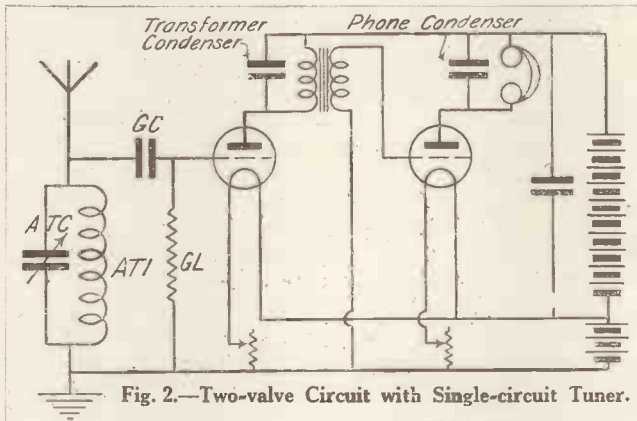 Transformer
Condenser
Phone Condenser
GC
ATC
ATI
GL
Fig. 2.—Two-valve Circuit with Single-circuit Tuner.